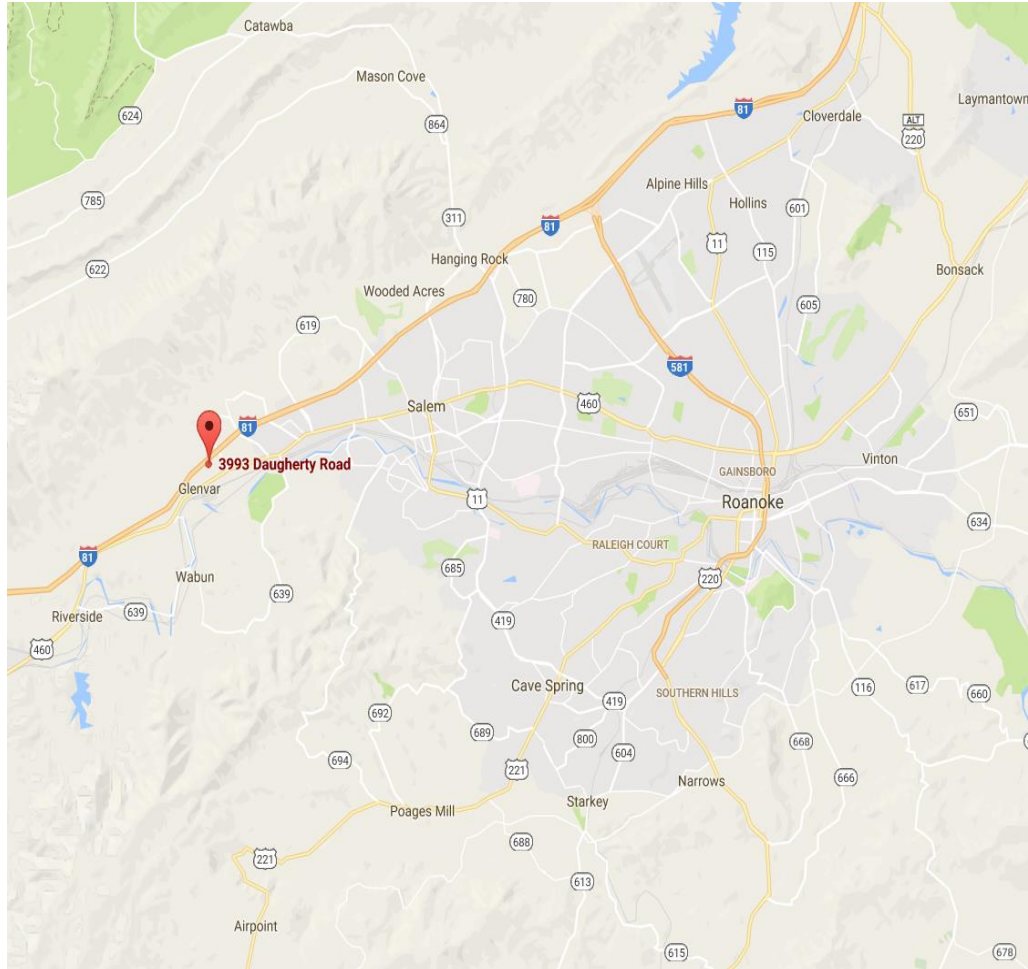 Catawba
Mason Cove
81
Laymantown
624
864
Cloverdale
ALT
220
785
Alpine Hills
Hollins
601
311
81
11
115
622
Hanging Rock
Bonsack
Wooded Acres
780
605
619
581
Salem
460
651
81
3993 Daugherty Road
Vinton
GAINSBORO
Glenvar
11
Roanoke
634
RALEIGH COURT
81
685
Wabun
220
639
639
Riverside
419
460
Cave Spring
SOUTHERN HILLS
116
617
660
419
692
689
800
668
604
694
221
666
Narrows
Starkey
Poages Mill
688
221
613
Airpoint
615
678